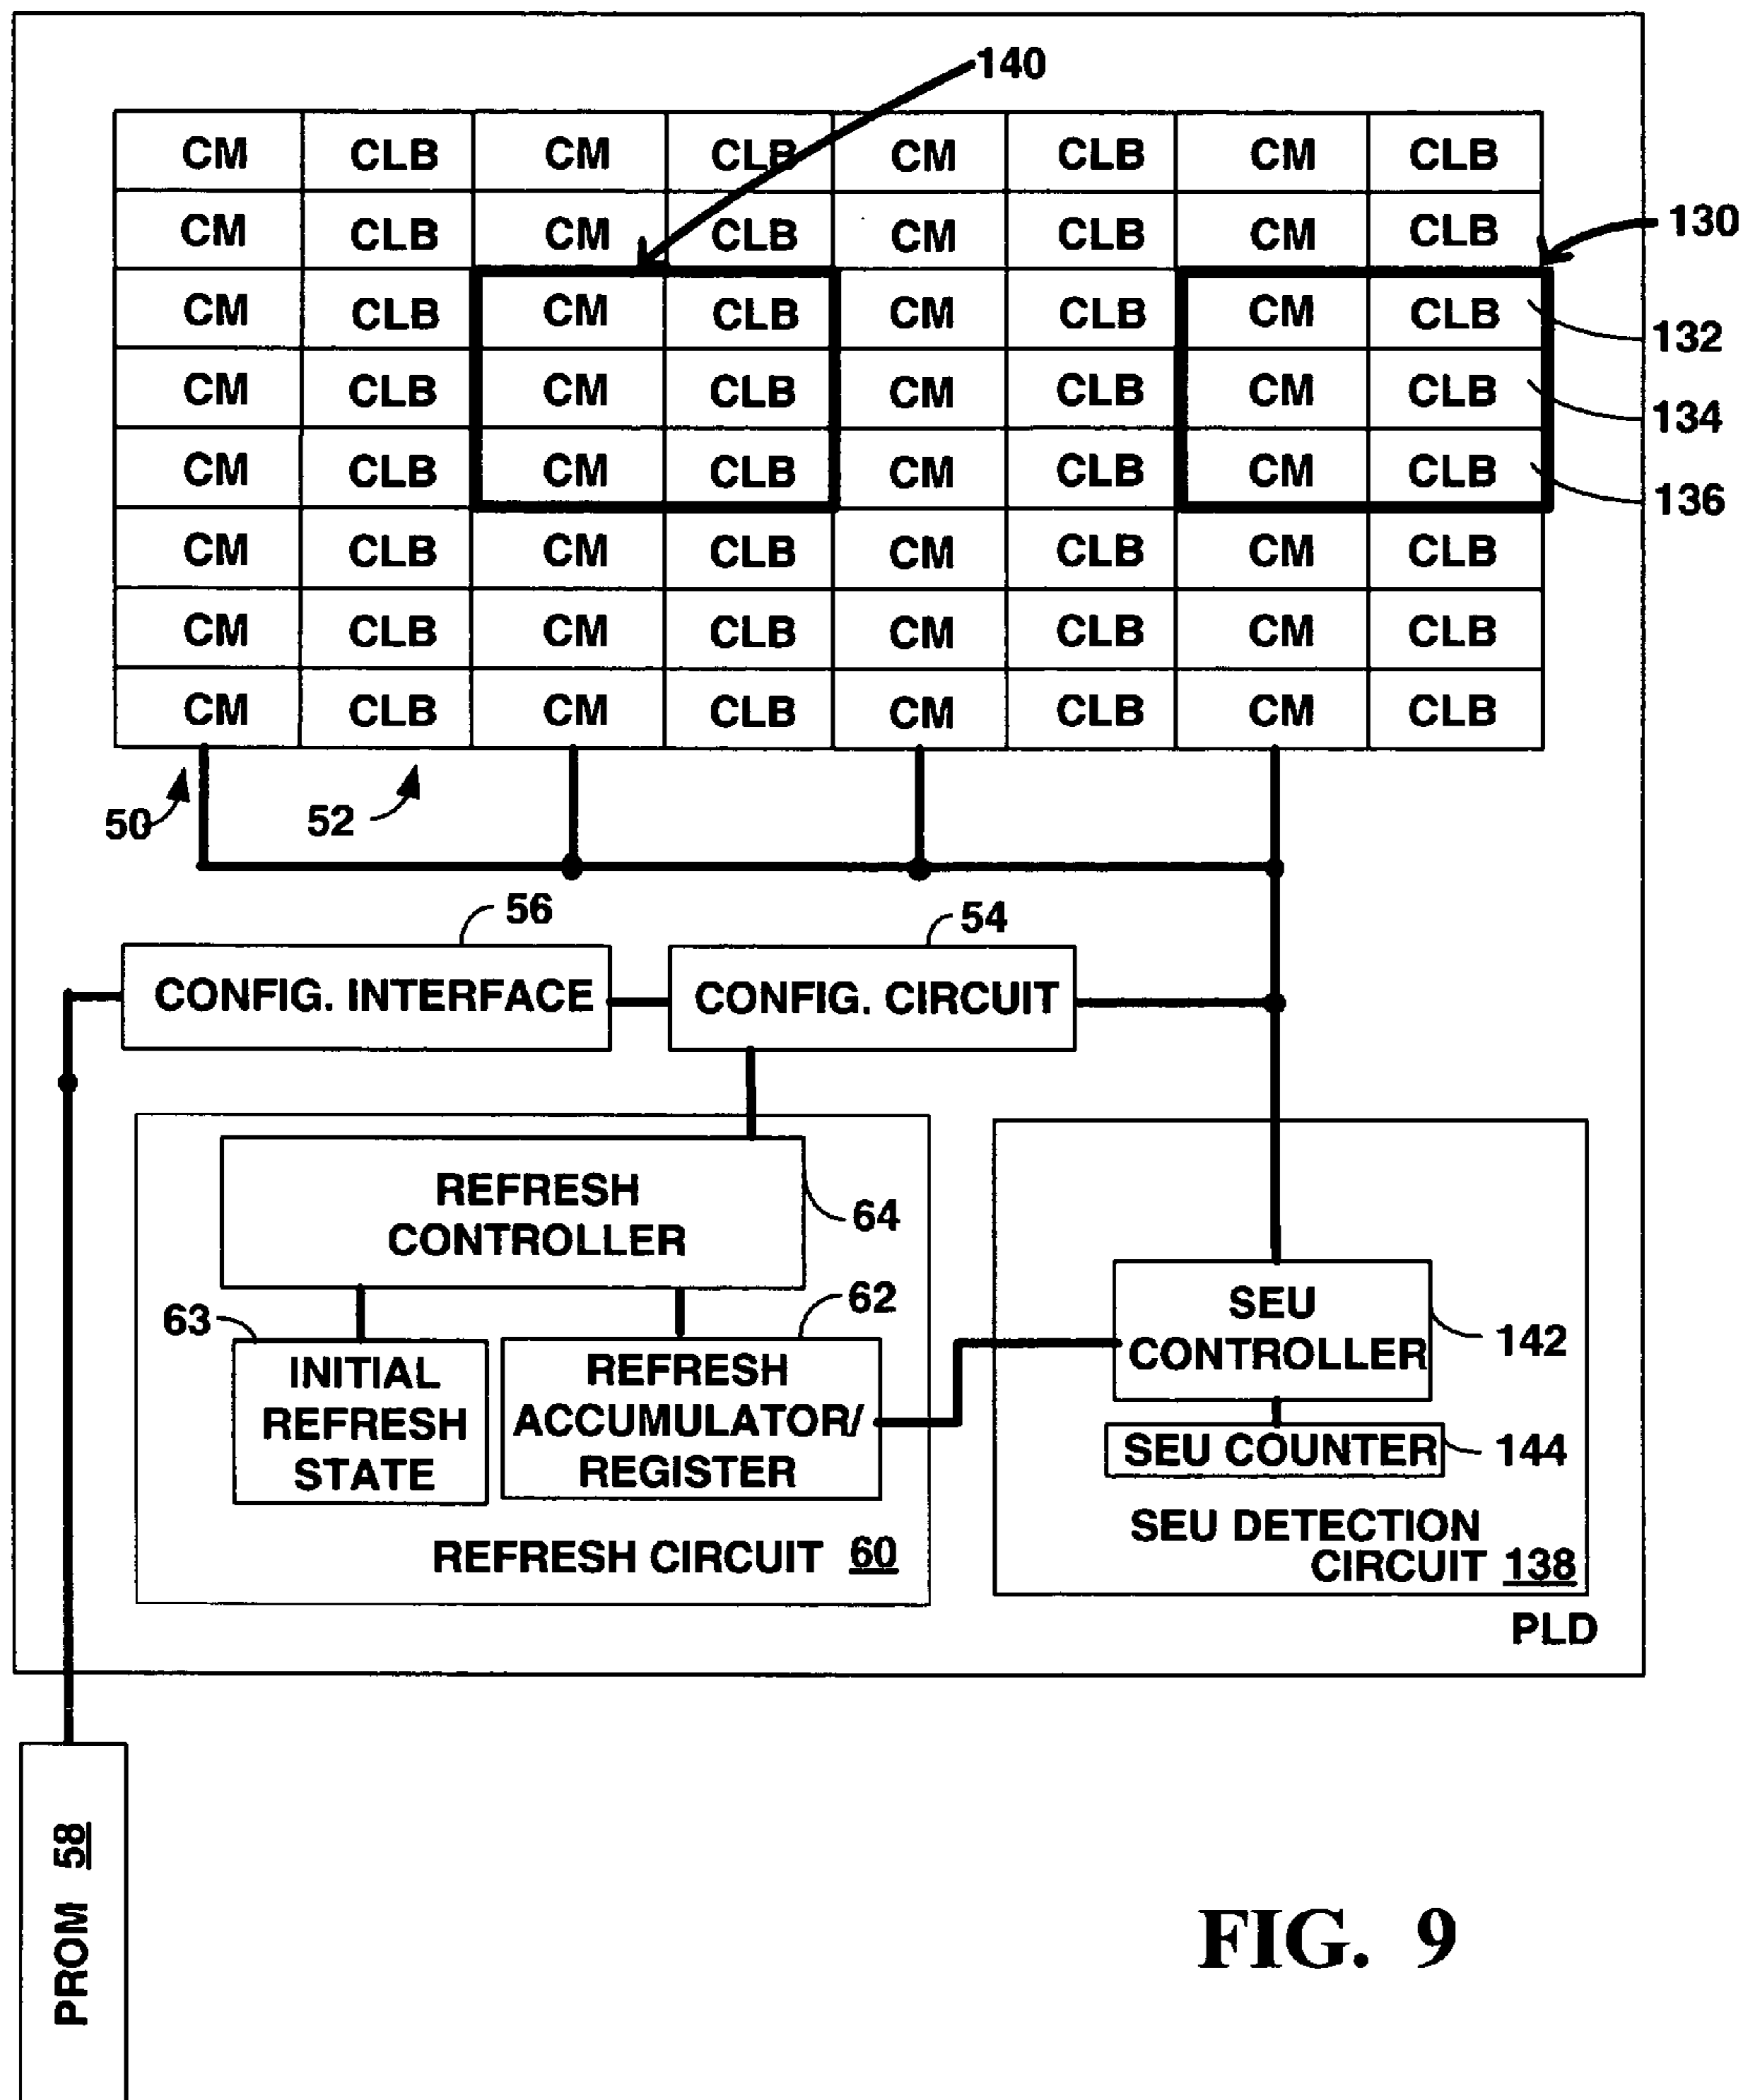 140
CM CLB CM CLB CM CLB CM CLB
CM CLB CM CLB CM CLB CM CLB
130
CM CLB CM CLB CM CLB CM CLB
132
CM CLB CM CLB CM CLB CM CLB
134
CM CLB CM CLB CM CLB CM CLB
136
CM CLB CM CLB CM CLB CM CLB
CM CLB CM CLB CM CLB CM CLB
CM CLB CM CLB CM CLB CM CLB
50
52
56
54
CONFIG. INTERFACE
CONFIG. CIRCUIT
REFRESH
CONTROLLER
64
63
62
INITIAL
REFRESH
STATE
REFRESH
ACCUMULATOR/
REGISTER
REFRESH CIRCUIT 60
SEU
CONTROLLER
142
SEU COUNTER
144
SEU DETECTION
CIRCUIT 138
PLD
PROM 58
FIG. 9